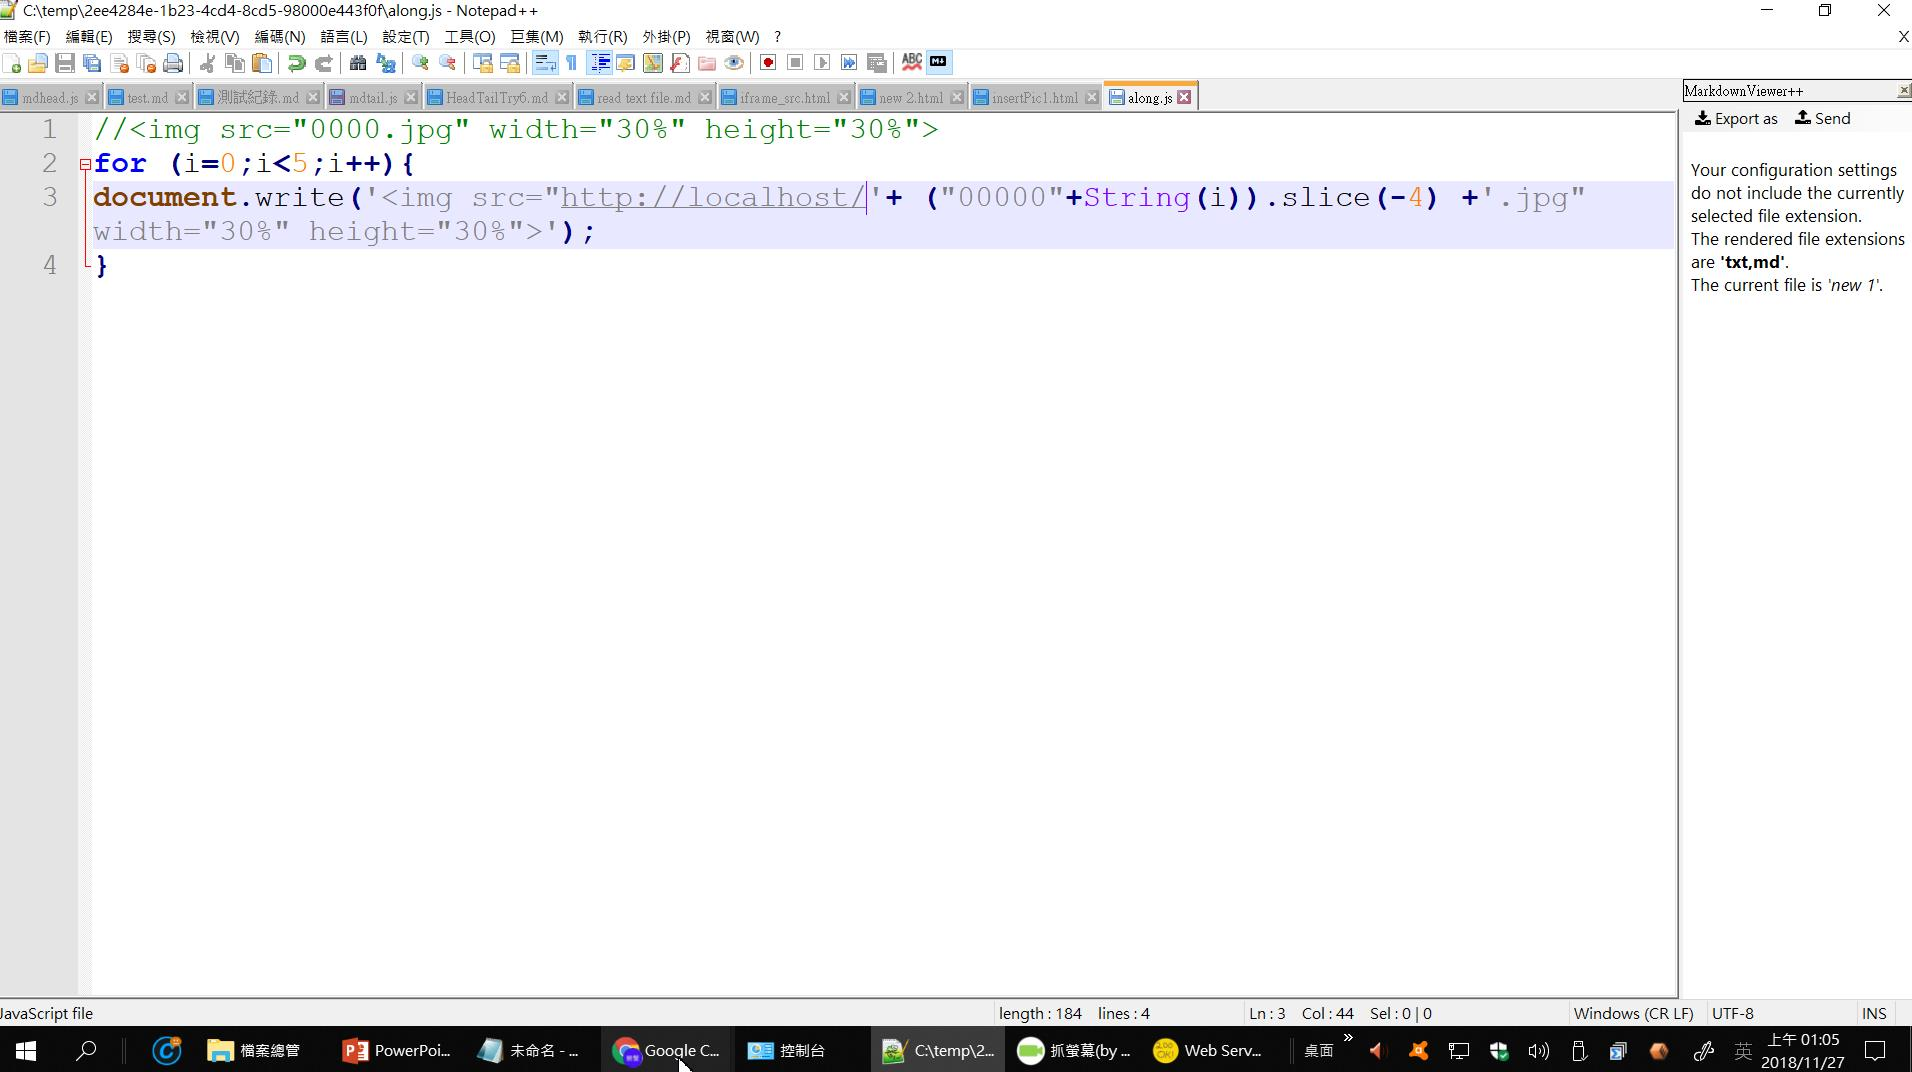 C:\temp\2ee4284e-1b23-4cd4-8cd5-98000e443f0f\along.js - Notepad++
檔案(F) 編輯(E) 搜尋(S) 檢視(V) 編碼(N) 語言(L) 設定(T) 工具(O) 巨集(M) 執行(R) 外掛(P) 視窗(W) ? X
ABC M
mdhead.js test.md 測試紀錄.md mdtail.js HeadTailTry6.md read text file.md iframe_src.html new 2.html insertPic1.html along.js
1 //<img src="0000.jpg" width="30%" height="30%">
2 for (i=0;i<5;i++){
3 document.write('<img src="http://localhost/'+ ("00000"+String(i)).slice(-4) +'.jpg"
width="30%" height="30%">');
4 }
MarkdownViewer++
Export as Send
Your configuration settings
do not include the currently
selected file extension.
The rendered file extensions
are 'txt,md'.
The current file is 'new 1'.
JavaScript file length : 184 lines : 4 Ln : 3 Col : 44 Sel : 0 | 0 Windows (CR LF) UTF-8 INS
檔案總管 PowerPoi... 未命名 - ... Google C... 控制台 C:\temp\2... 抓螢幕(by ... Web Serv... 桌面 » 英 上午 01:05
2018/11/27